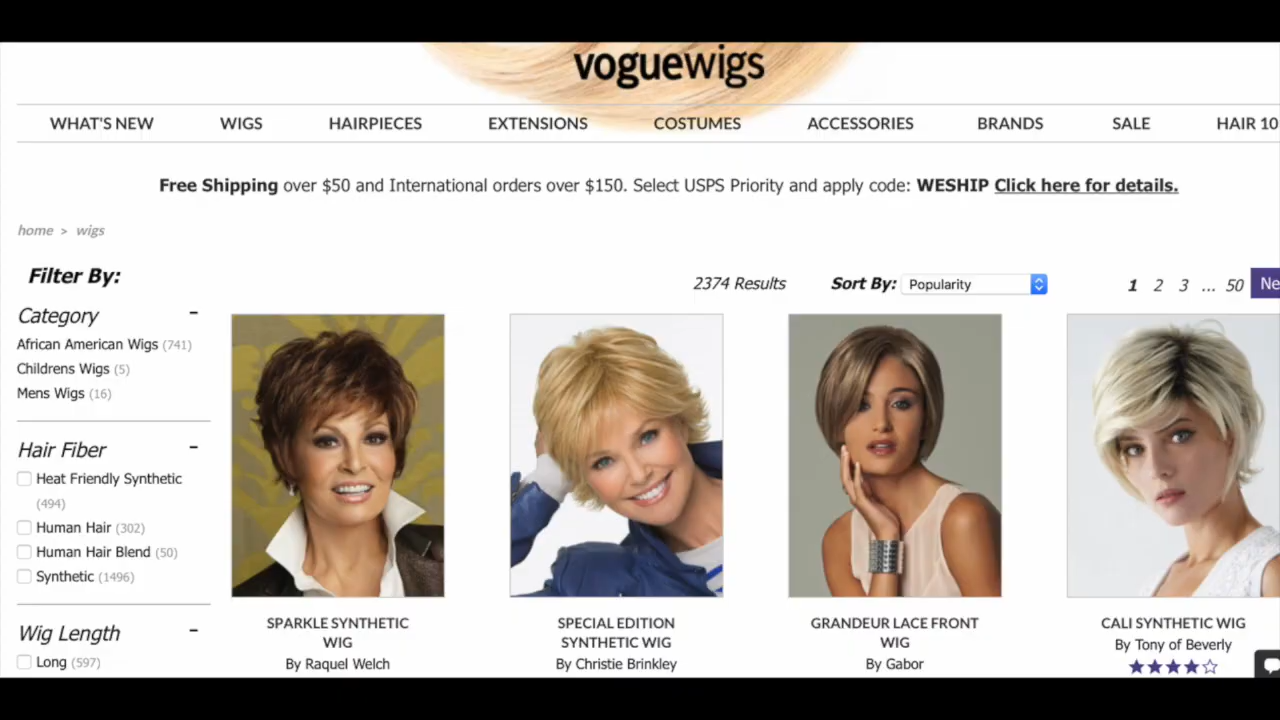 voguewigs
WHAT'S NEW WIGS HAIRPIECES EXTENSIONS COSTUMES ACCESSORIES BRANDS SALE HAIR 10
Free Shipping over $50 and International orders over $150. Select USPS Priority and apply code: WESHIP Click here for details.
home > wigs
Filter By:
2374 Results Sort By: Popularity 1 2 3 ... 50 Ne
Category -
African American Wigs (741)
Childrens Wigs (5)
Mens Wigs (16)
Hair Fiber -
Heat Friendly Synthetic
(494)
Human Hair (302)
Human Hair Blend (50)
Synthetic (1496)
Wig Length -
Long (597)
SPARKLE SYNTHETIC
WIG
By Raquel Welch
SPECIAL EDITION
SYNTHETIC WIG
By Christie Brinkley
GRANDEUR LACE FRONT
WIG
By Gabor
CALI SYNTHETIC WIG
By Tony of Beverly